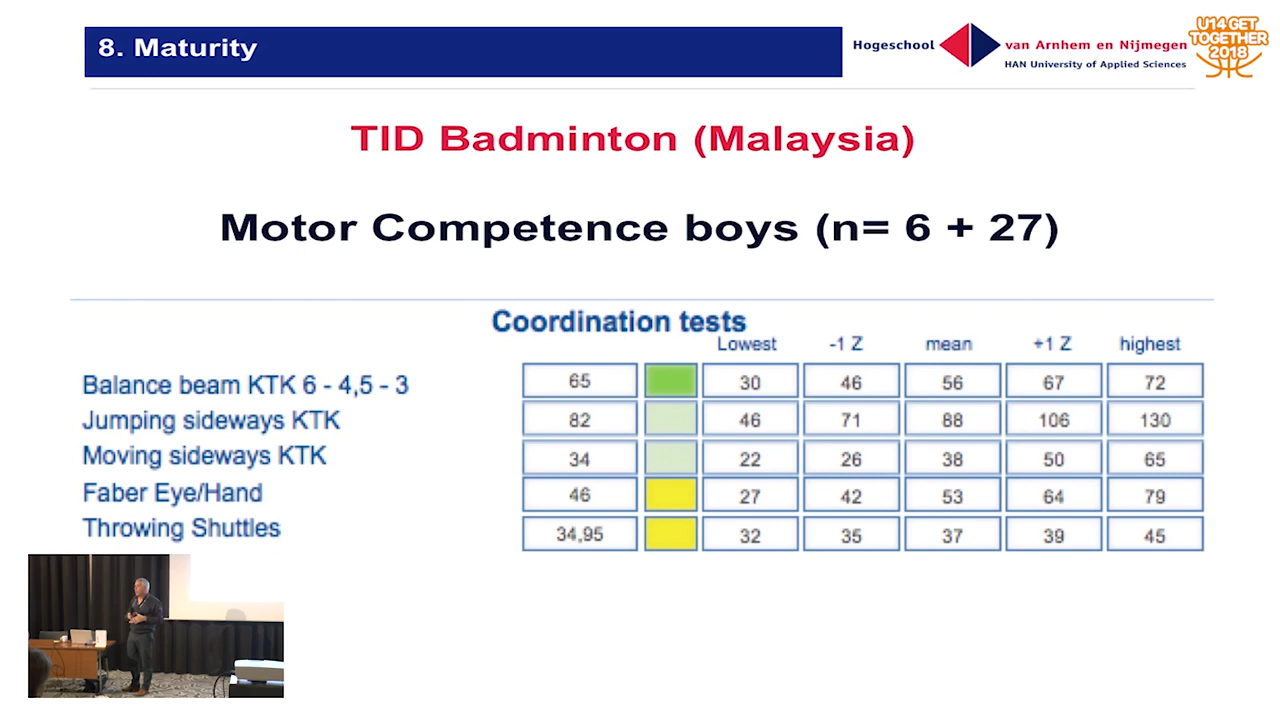 8. Maturity
Hogeschool van Arnhem en Nijmegen
HAN University of Applied Sciences
U14 GET
TOGETHER
2018
TID Badminton (Malaysia)
Motor Competence boys (n= 6 + 27)
Coordination tests
Lowest -1 Z mean +1 Z highest
Balance beam KTK 6 - 4,5 - 3 65 30 46 56 67 72
Jumping sideways KTK 82 46 71 88 106 130
Moving sideways KTK 34 22 26 38 50 65
Faber Eye/Hand 46 27 42 53 64 79
Throwing Shuttles 34,95 32 35 37 39 45